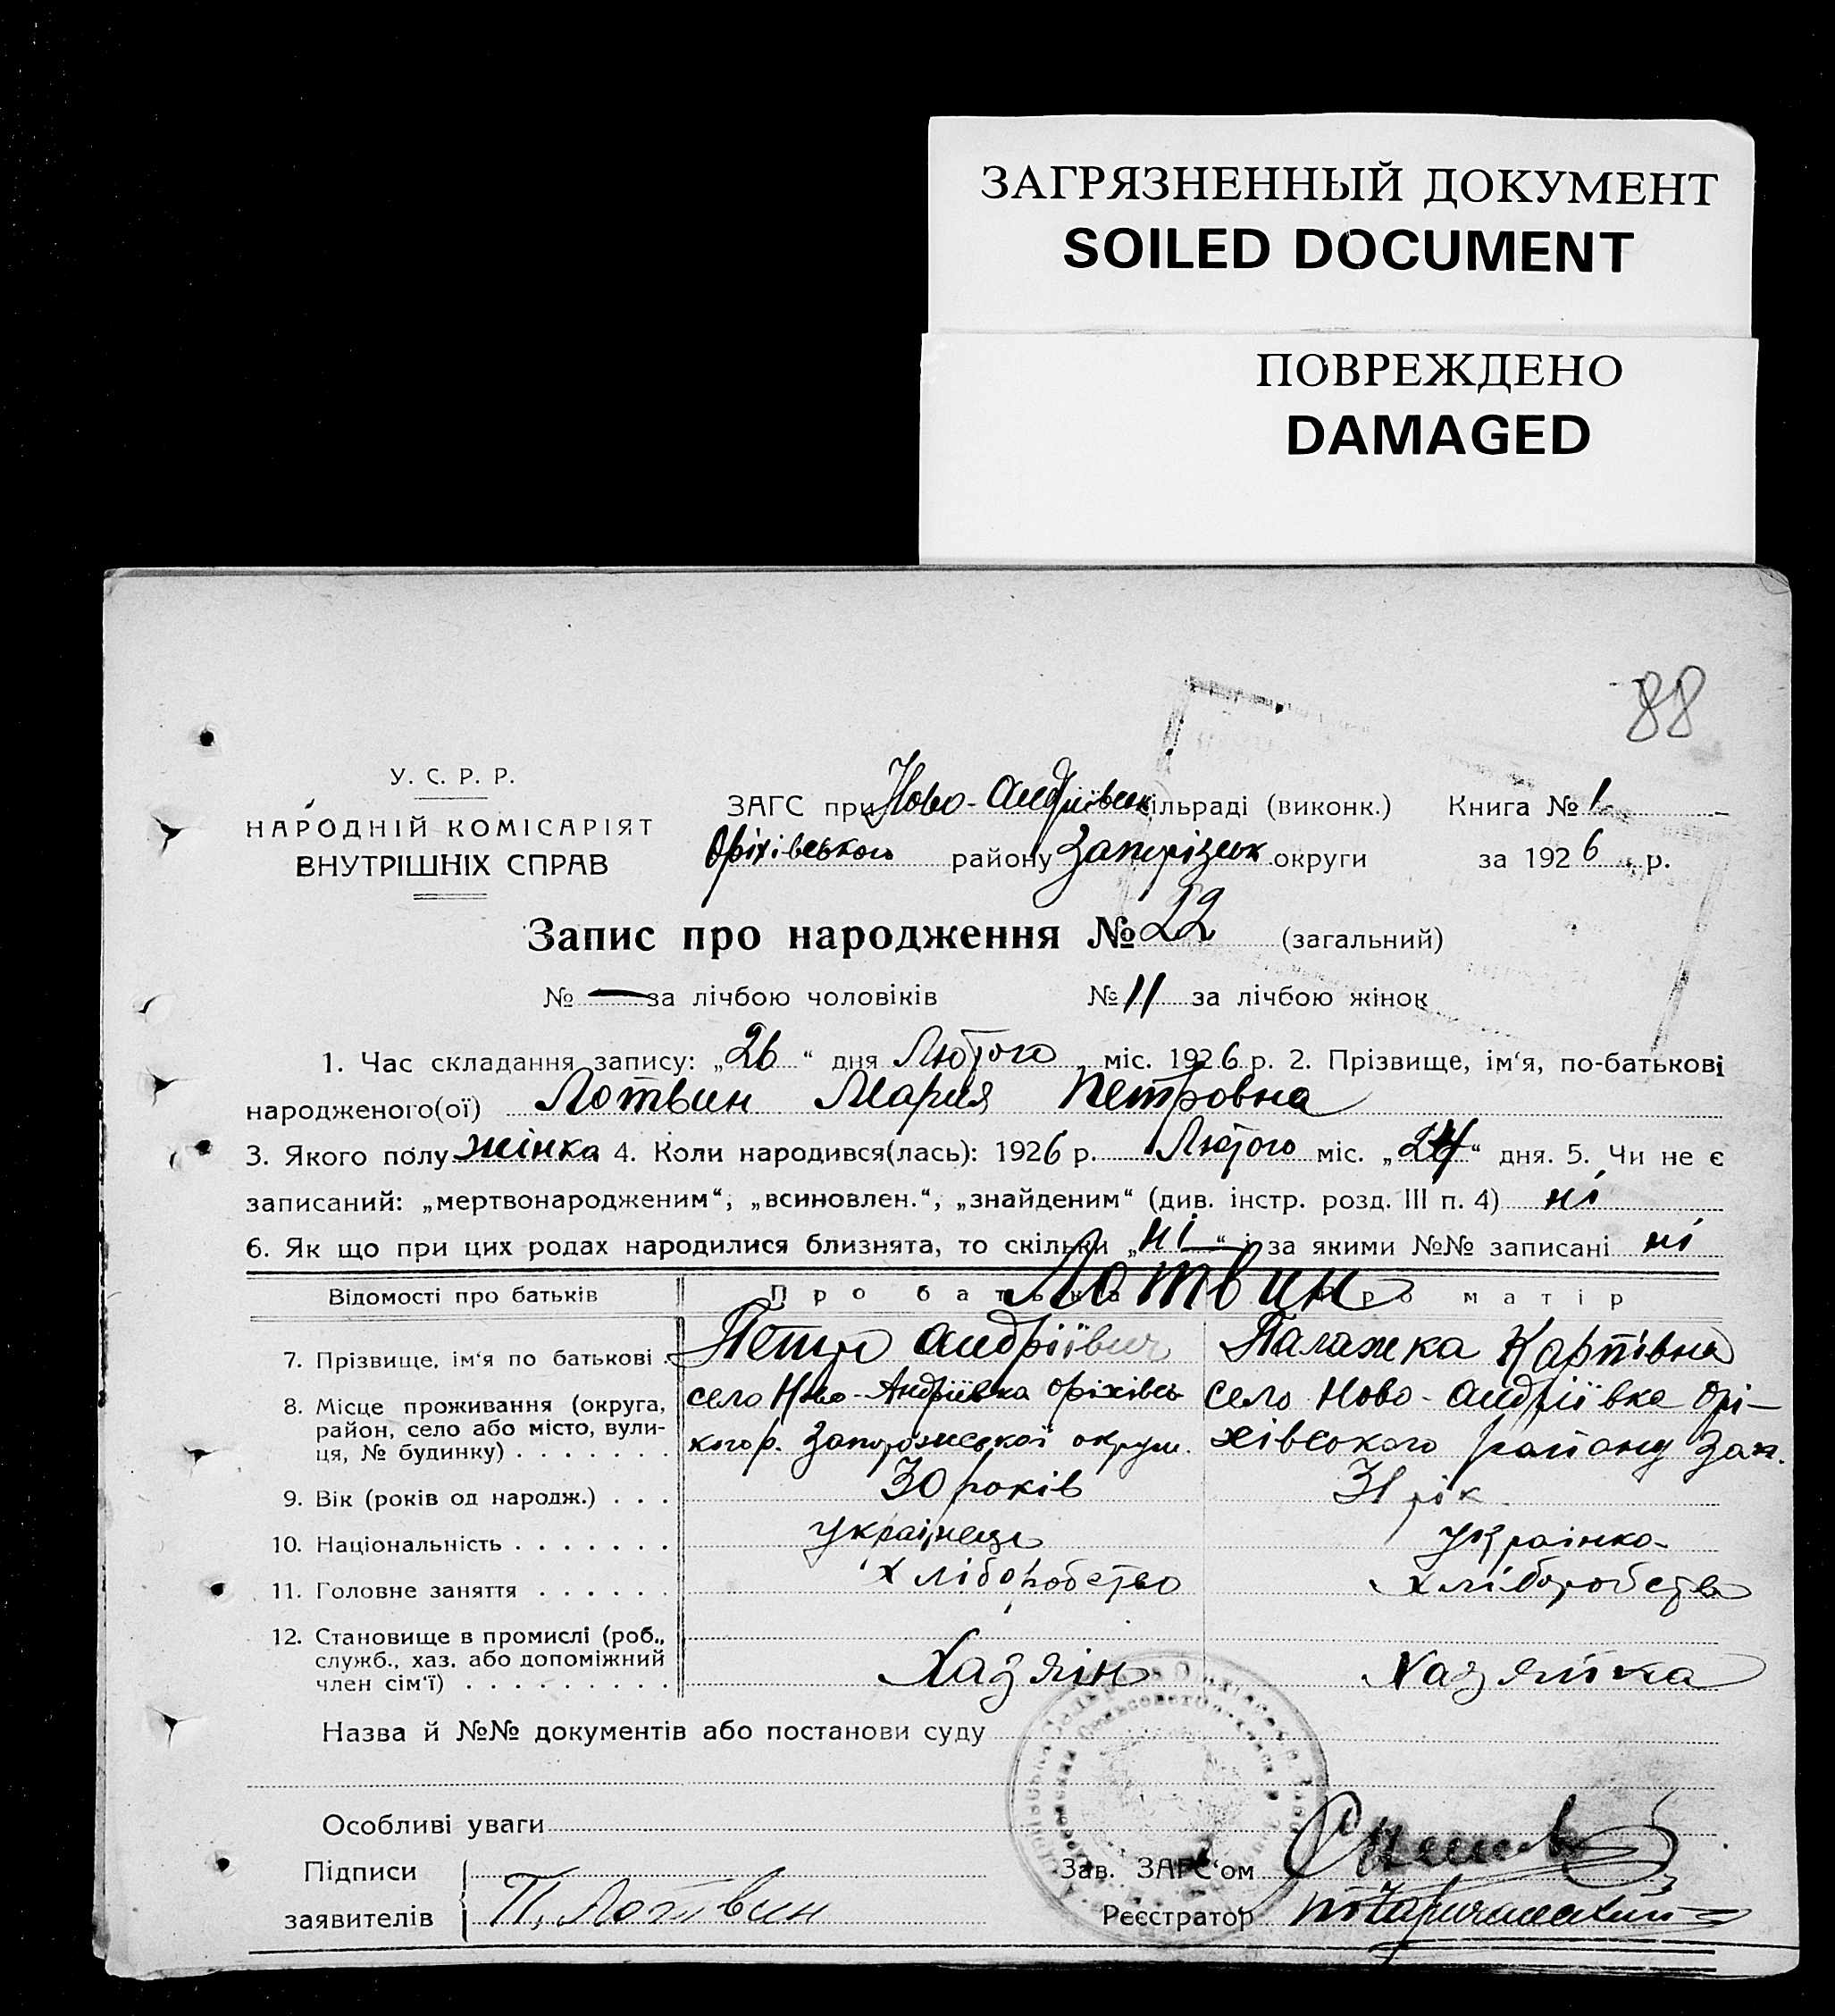 ЗАГРЯЗНЕННЫЙ ДОКУМЕНТ
SOILED DOCUMENT
ПОВРЕЖДЕНО
DAMAGED
88
У. С. Р. Р.
НАРОДНІЙ КОМІСАРІЯТ
ВНУТРІШНІХ СПРАВ
ЗАГС при Ново-Андріївськ сільраді (виконк.) Книга № 1
Оріхівського району Запорізьк округи за 1926 р.
Запис про народження № 22 (загальний)
№ — за лічбою чоловіків № 11 за лічбою жінок
1. Час складання запису: „26“ дня Лютого міс. 1926 р. 2. Прізвище, ім‘я, по-батькові
народженого(ої) Лотвин Мария Петровна
3. Якого полу жінка 4. Коли народився(лась): 1926 р. Лютого міс. „24“ дня. 5. Чи не є
записаний: „мертвонародженим“, „всиновлен.“, „знайденим“ (див. інстр. розд. III п. 4) ні
6. Як що при цих родах народилися близнята, то скільки „ні“ і за якими №№ записані ні
Відомості про батьків Про батька Про матір
Лотвин
7. Прізвище, ім‘я по батькові . Петро Андріївич Палажка Карпівна
8. Місце проживання (округа, район, село або місто, вули-ця, № будинку) . . . . . . .
село Ново-Андріївка Оріхівсь
кого р. Запорожської округи.
село Ново-Андріївка Орі-
хівського району Зап.
9. Вік (років од народж.) . . . 30 років 31 рік
10. Національність . . . . . . . українець українка
11. Головне заняття . . . . . . хліборобство хліборобство
12. Становище в промислі (роб., служб., хаз. або допоміжний член сім‘ї) . . . . . . . . . Хазяін Хазяйка
Назва й №№ документів або постанови суду
Особливі уваги
Підписи
заявителів
П. Лотвин
Зав. ЗАГС‘ом
Реєстратор